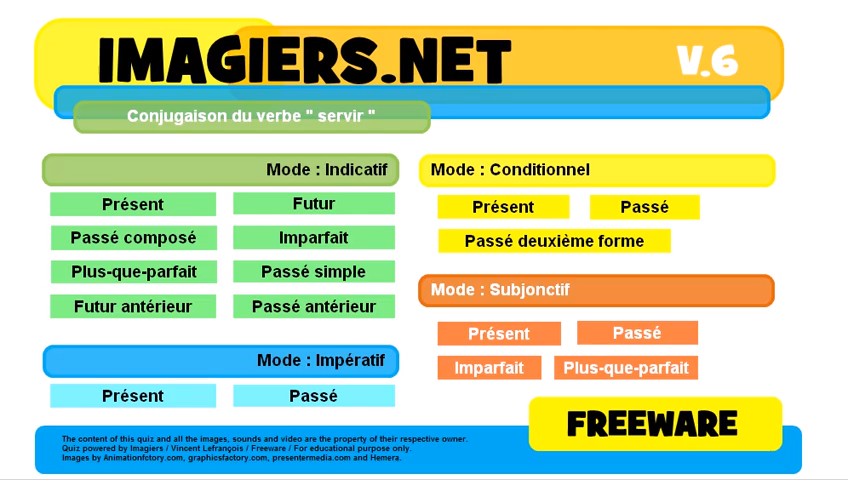 IMAGIERS.NET
V.6
Conjugaison du verbe " servir "
Mode : Indicatif
Présent
Futur
Passé composé
Imparfait
Plus-que-parfait
Passé simple
Futur antérieur
Passé antérieur
Mode : Impératif
Présent
Passé
Mode : Conditionnel
Présent
Passé
Passé deuxième forme
Mode : Subjonctif
Présent
Passé
Imparfait
Plus-que-parfait
FREEWARE
The content of this quiz and all the images, sounds and video are the property of their respective owner.
Quiz powered by Imagiers / Vincent Lefrançois / Freeware / For educational purpose only.
Images by Animationfctory.com, graphicsfactory.com, presentermedia.com and Hemera.